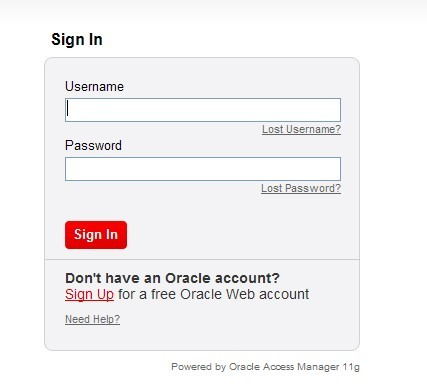 Sign In
Username
Lost Username?
Password
Lost Password?
Sign In
Don't have an Oracle account?
Sign Up for a free Oracle Web account
Need Help?
Powered by Oracle Access Manager 11g